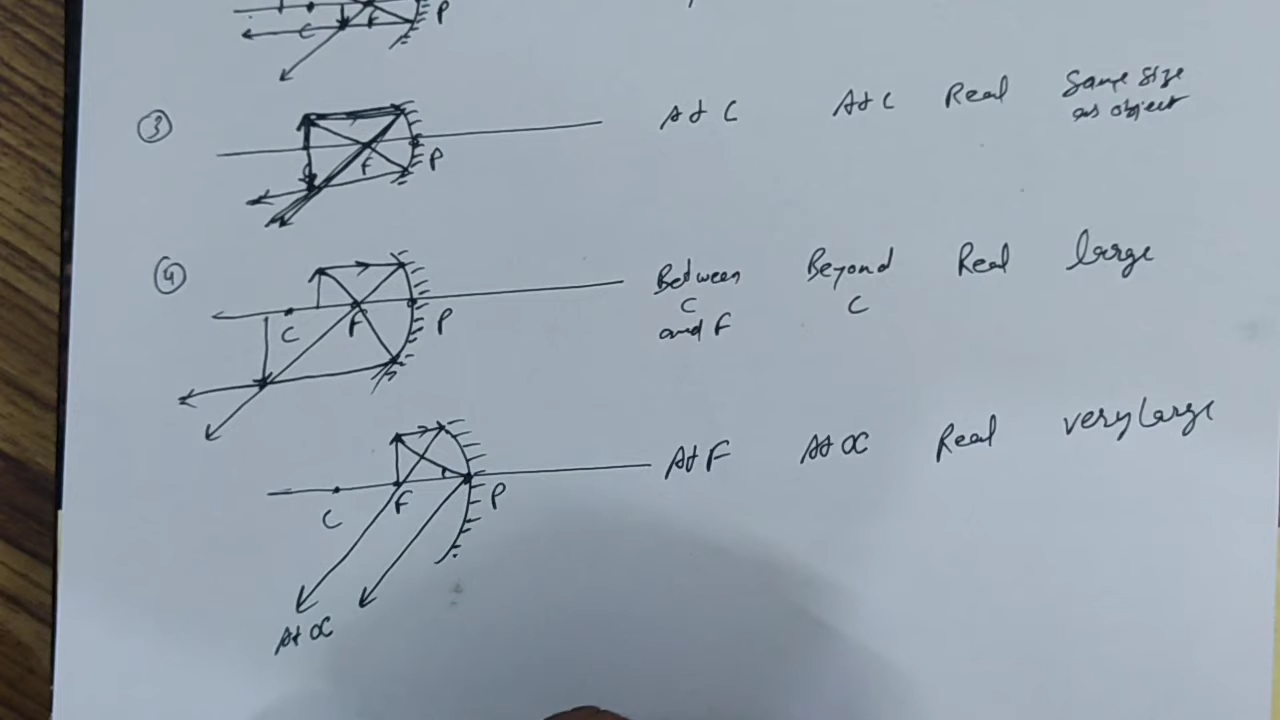 P
C F
③ At C At C Real Same size
as object
C F P
④ Between Beyond Real large
C C
and F
C F P
At F At ∝ Real very large
C F P
At ∝